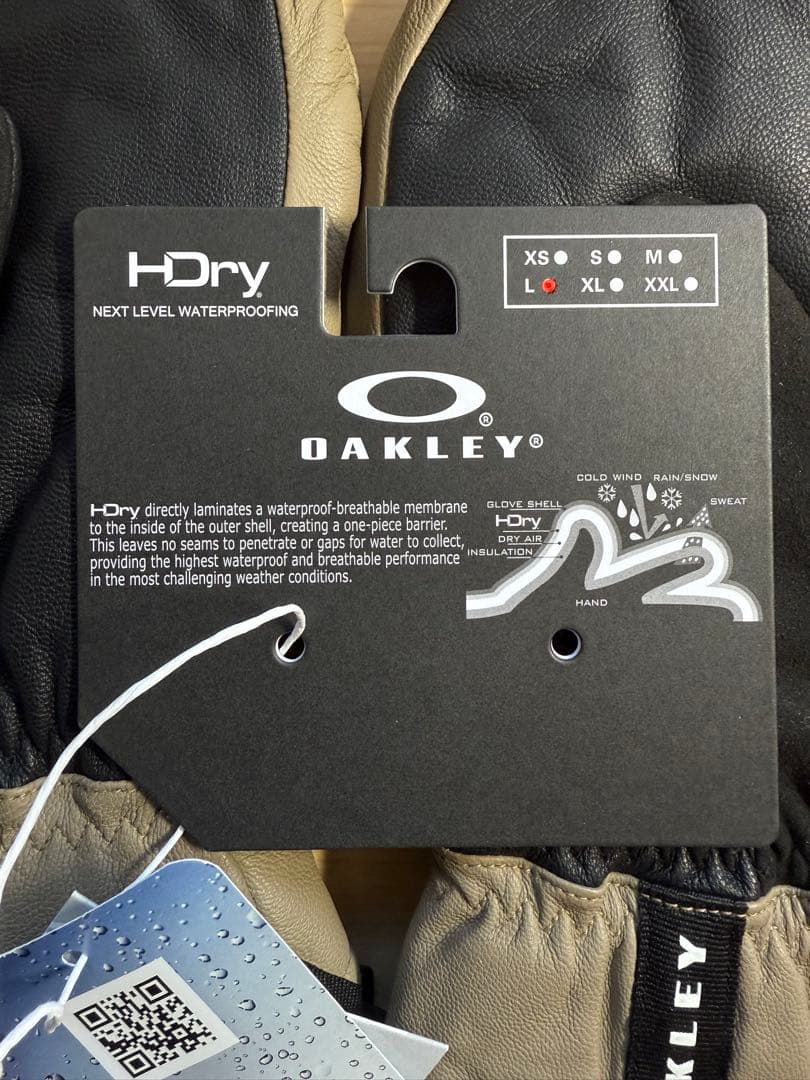 HDry®
NEXT LEVEL WATERPROOFING
XS S M
L XL XXL
®
OAKLEY®
HDry directly laminates a waterproof-breathable membrane
to the inside of the outer shell, creating a one-piece barrier.
This leaves no seams to penetrate or gaps for water to collect,
providing the highest waterproof and breathable performance
in the most challenging weather conditions.
COLD WIND RAIN/SNOW
SWEAT
GLOVE SHELL
HDry
DRY AIR
INSULATION
HAND
KLEY